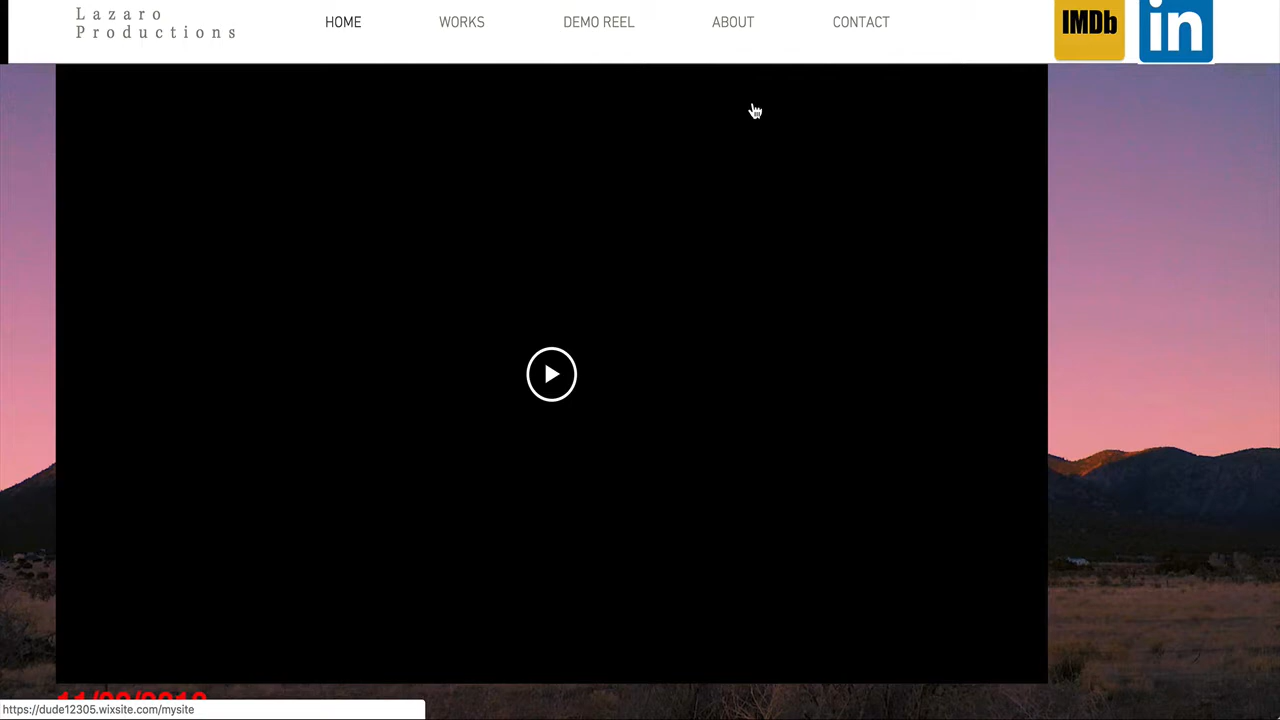 Lazaro
Productions
HOME
WORKS
DEMO REEL
ABOUT
CONTACT
IMDb
in
https://dude12305.wixsite.com/mysite